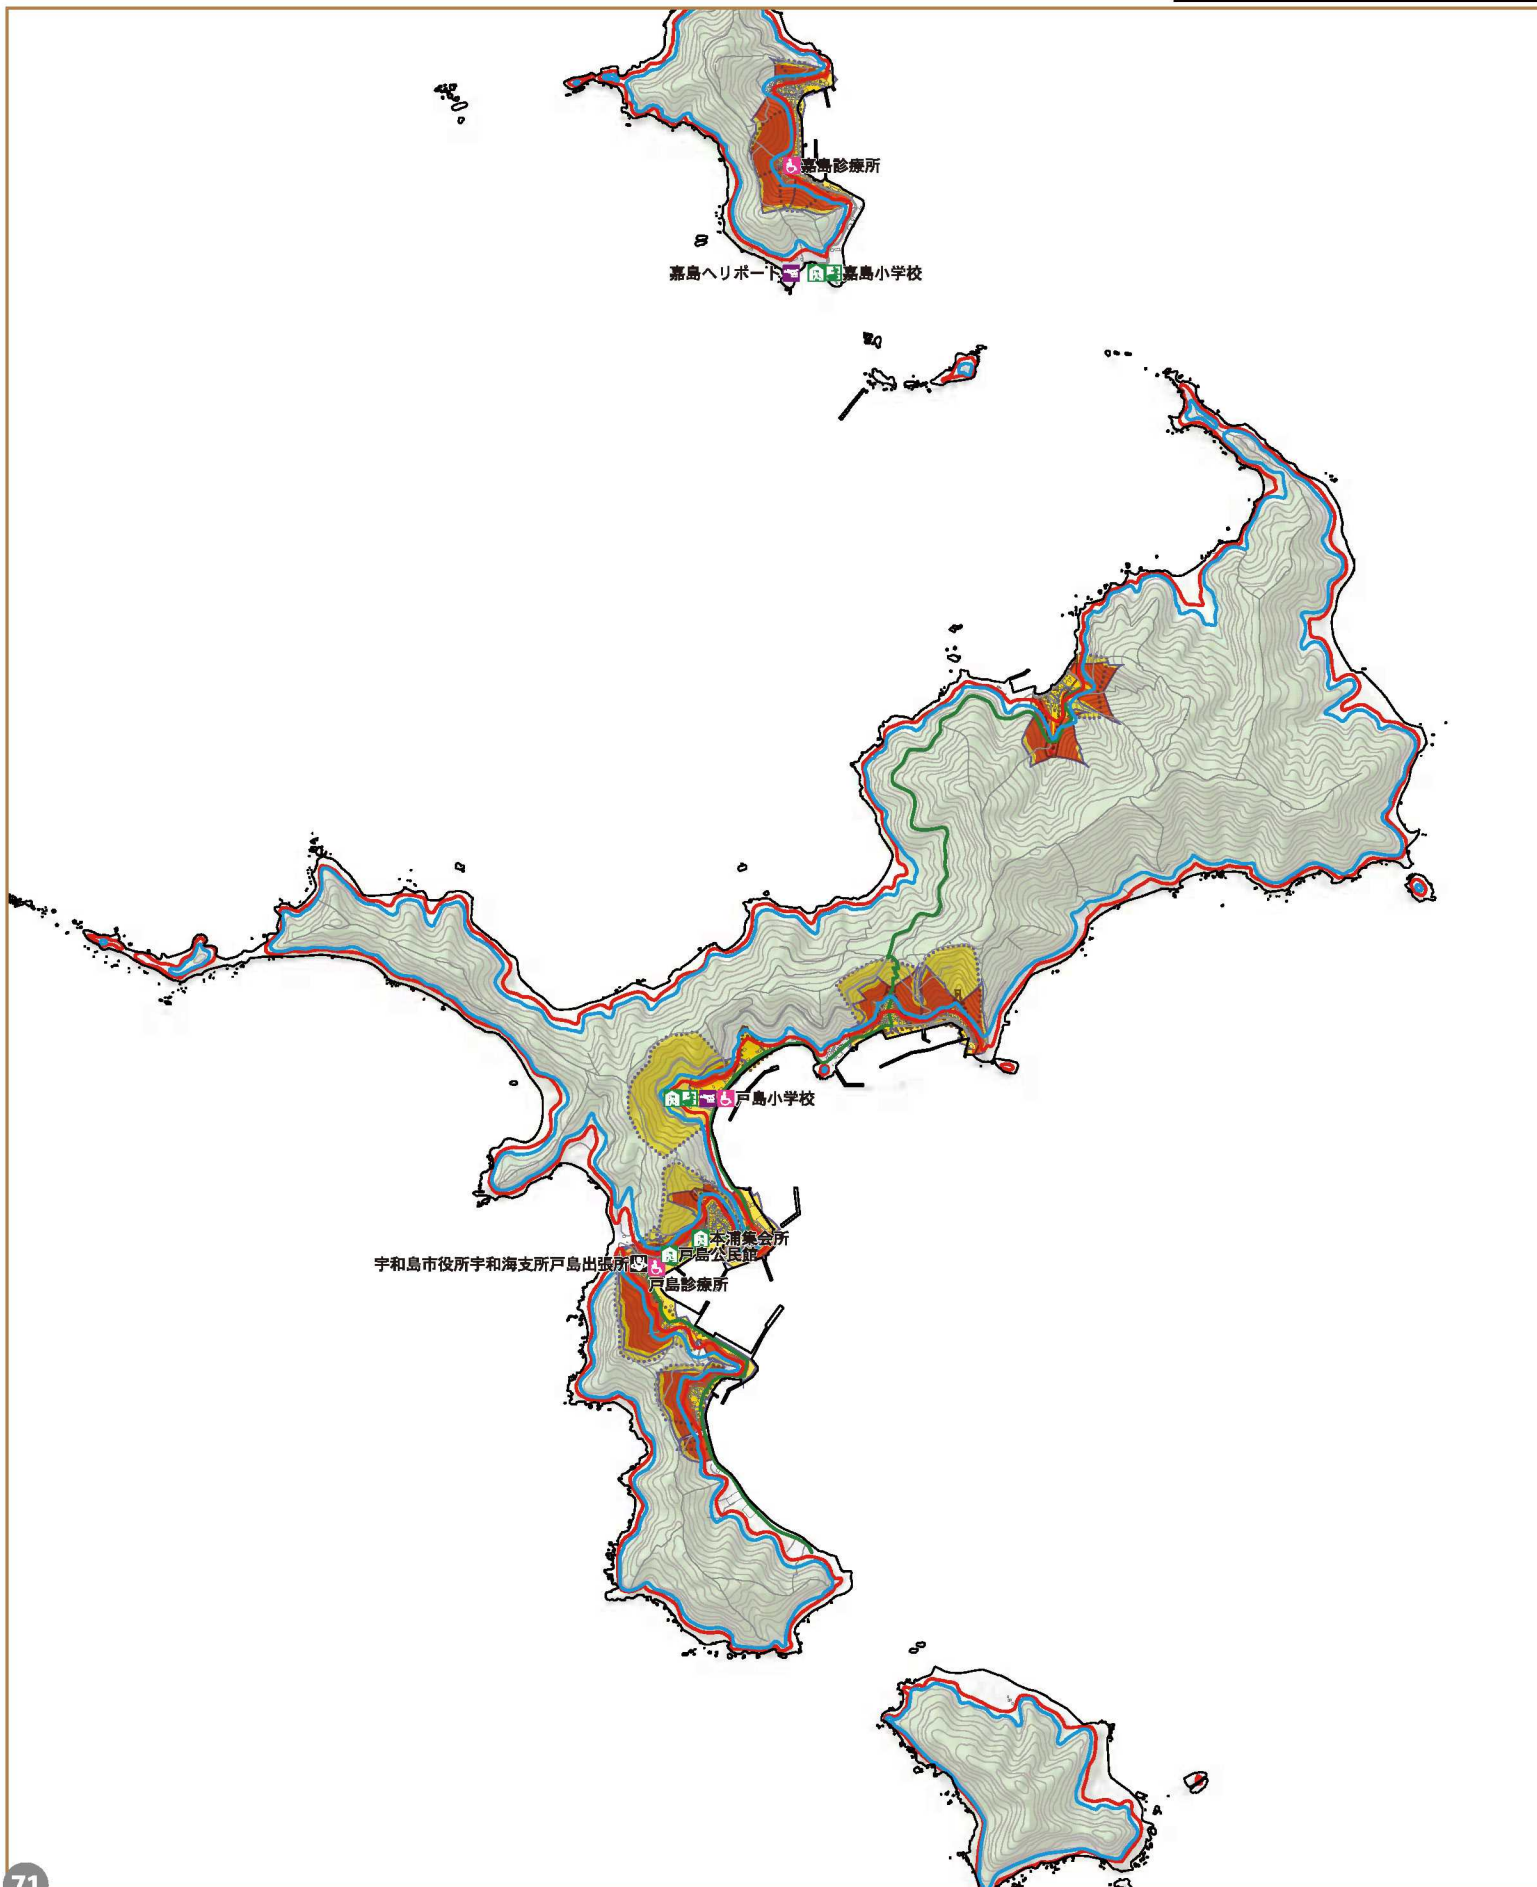 嘉島診療所
嘉島ヘリポート
嘉島小学校
戸島小学校
本浦集会所
戸島公民館
宇和島市役所宇和海支所戸島出張所
戸島診療所
71